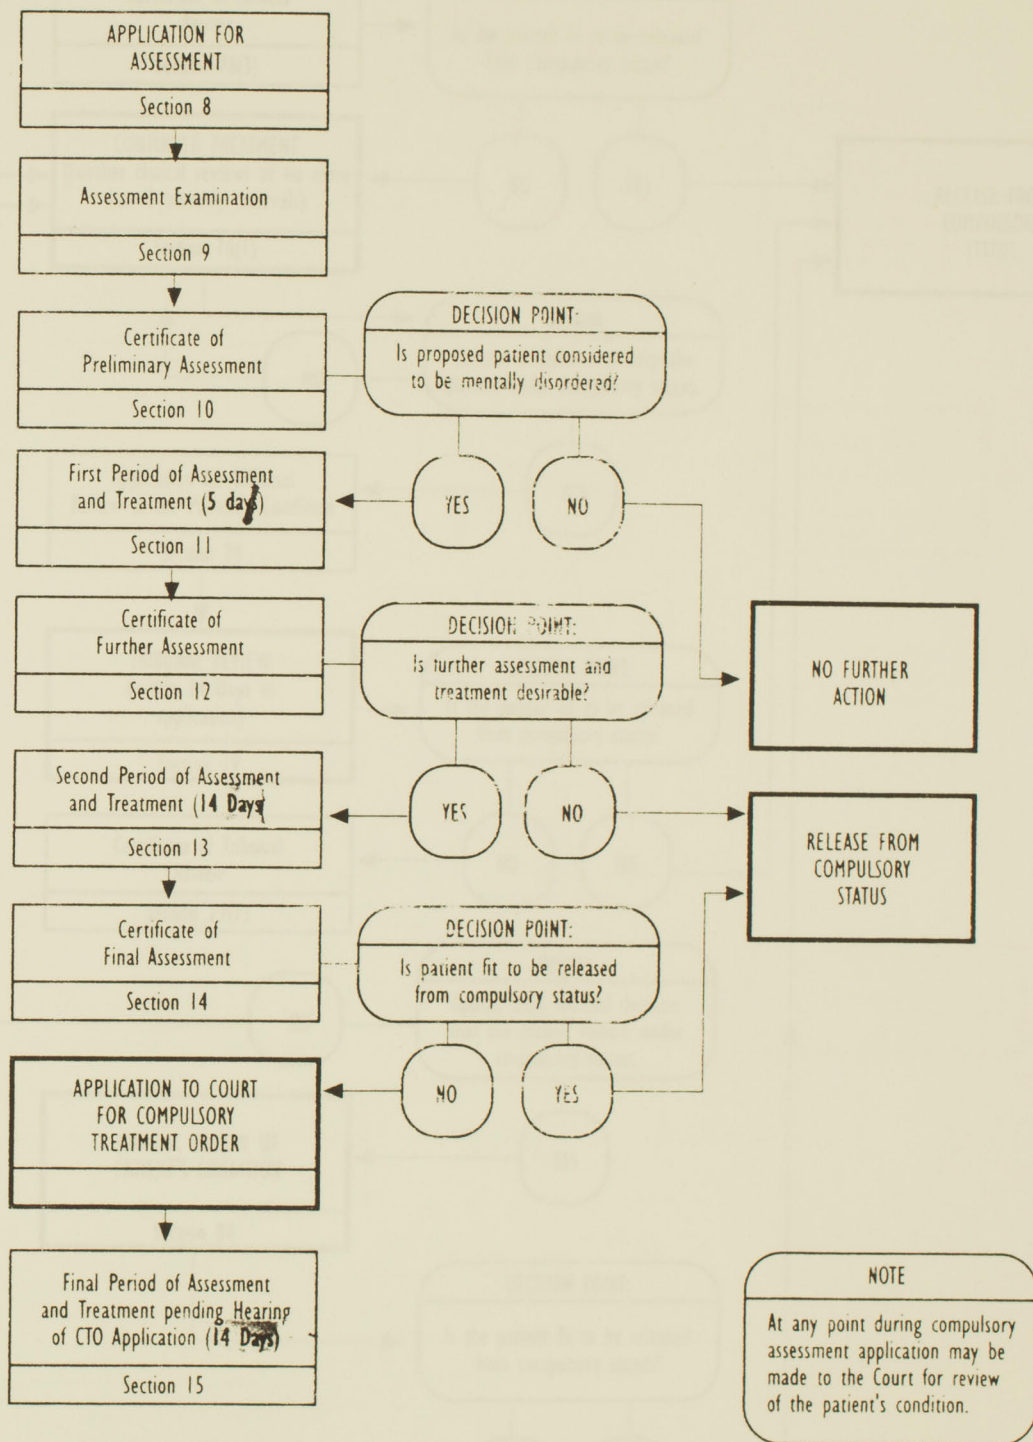 APPLICATION FOR
ASSESSMENT
Section 8
Assessment Examination
Section 9
Certificate of
Preliminary Assessment
Section 10
DECISION POINT:
Is proposed patient considered
to be mentally disordered?
YES
NO
First Period of Assessment
and Treatment (5 days)
Section 11
Certificate of
Further Assessment
Section 12
DECISION POINT:
Is further assessment and
treatment desirable?
YES
NO
NO FURTHER
ACTION
Second Period of Assessment
and Treatment (14 Days)
Section 13
RELEASE FROM
COMPULSORY
STATUS
Certificate of
Final Assessment
Section 14
DECISION POINT:
Is patient fit to be released
from compulsory status?
NO
YES
APPLICATION TO COURT
FOR COMPULSORY
TREATMENT ORDER
Final Period of Assessment
and Treatment pending Hearing
of CTO Application (14 Days)
Section 15
NOTE
At any point during compulsory
assessment application may be
made to the Court for review
of the patient's condition.